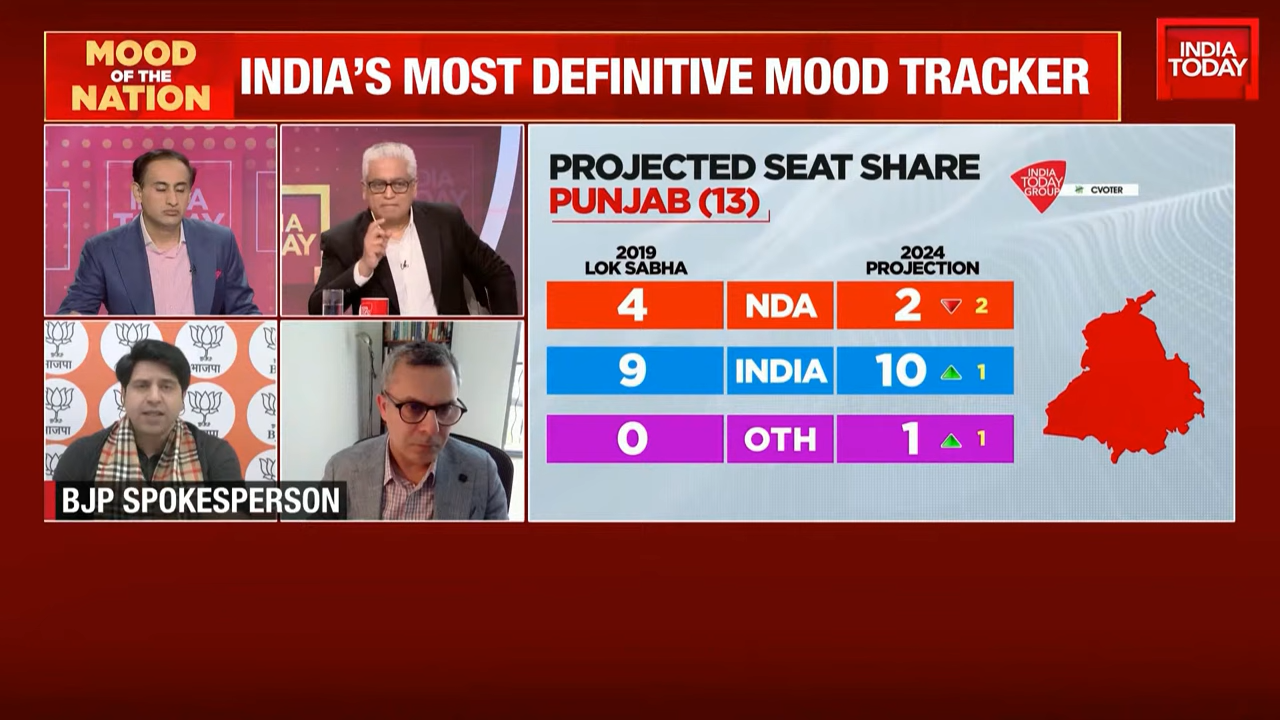 MOOD
OF THE
NATION
INDIA'S MOST DEFINITIVE MOOD TRACKER
INDIA
TODAY
PROJECTED SEAT SHARE
PUNJAB (13)
INDIA
TODAY
GROUP
CVOTER
2019
LOK SABHA
2024
PROJECTION
4 NDA 2 2
9 INDIA 10 1
0 OTH 1 1
भाजपा
BJP SPOKESPERSON